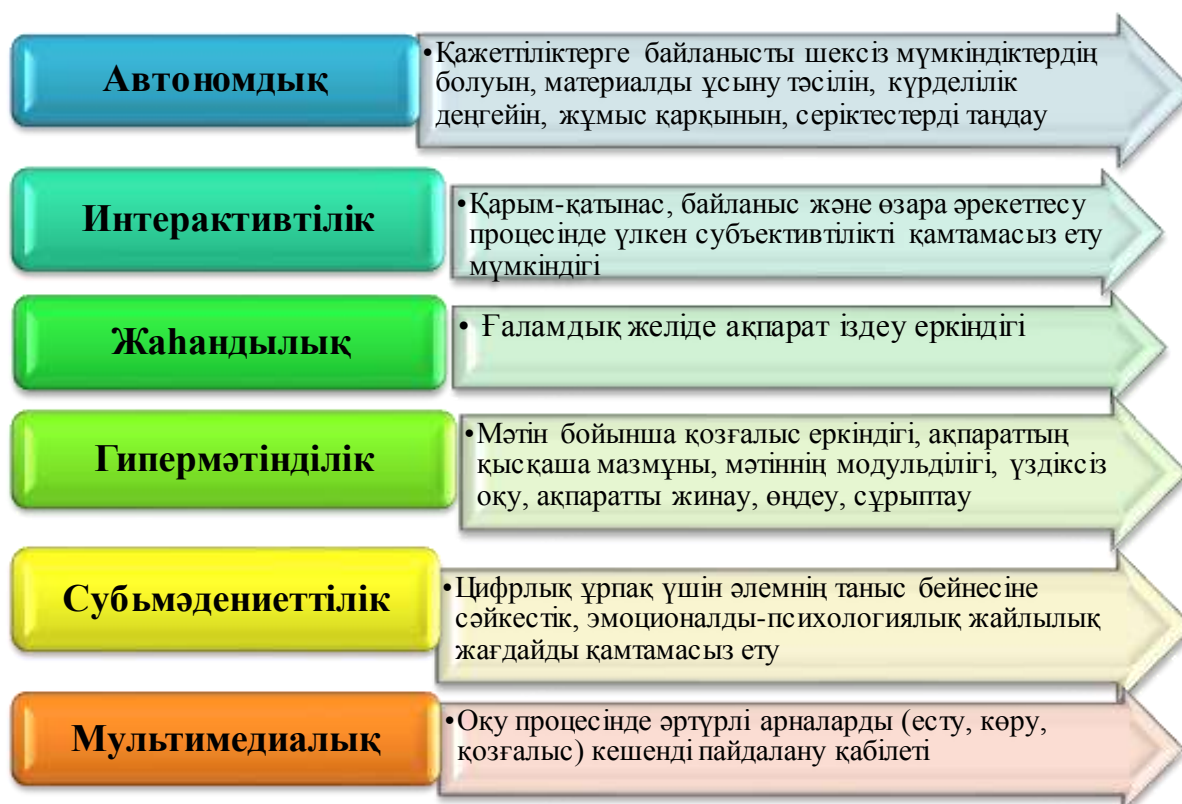 Автономдық
•Қажеттіліктерге байланысты шексіз мүмкіндіктердің
болуын, материалды ұсыну тәсілін, күрделілік
деңгейін, жұмыс қарқынын, серіктестерді таңдау
Интерактивтілік
•Қарым-қатынас, байланыс және өзара әрекеттесу
процесінде үлкен субъективтілікті қамтамасыз ету
мүмкіндігі
Жаһандылық
• Ғаламдық желіде ақпарат іздеу еркіндігі
Гипермәтінділік
•Мәтін бойынша қозғалыс еркіндігі, ақпараттың
қысқаша мазмұны, мәтіннің модульділігі, үздіксіз
оқу, ақпаратты жинау, өңдеу, сұрыптау
Субьмәдениеттілік
•Цифрлық ұрпақ үшін әлемнің таныс бейнесіне
сәйкестік, эмоционалды-психологиялық жайлылық
жағдайды қамтамасыз ету
Мультимедиалық
•Оқу процесінде әртүрлі арналарды (есту, көру,
қозғалыс) кешенді пайдалану қабілеті